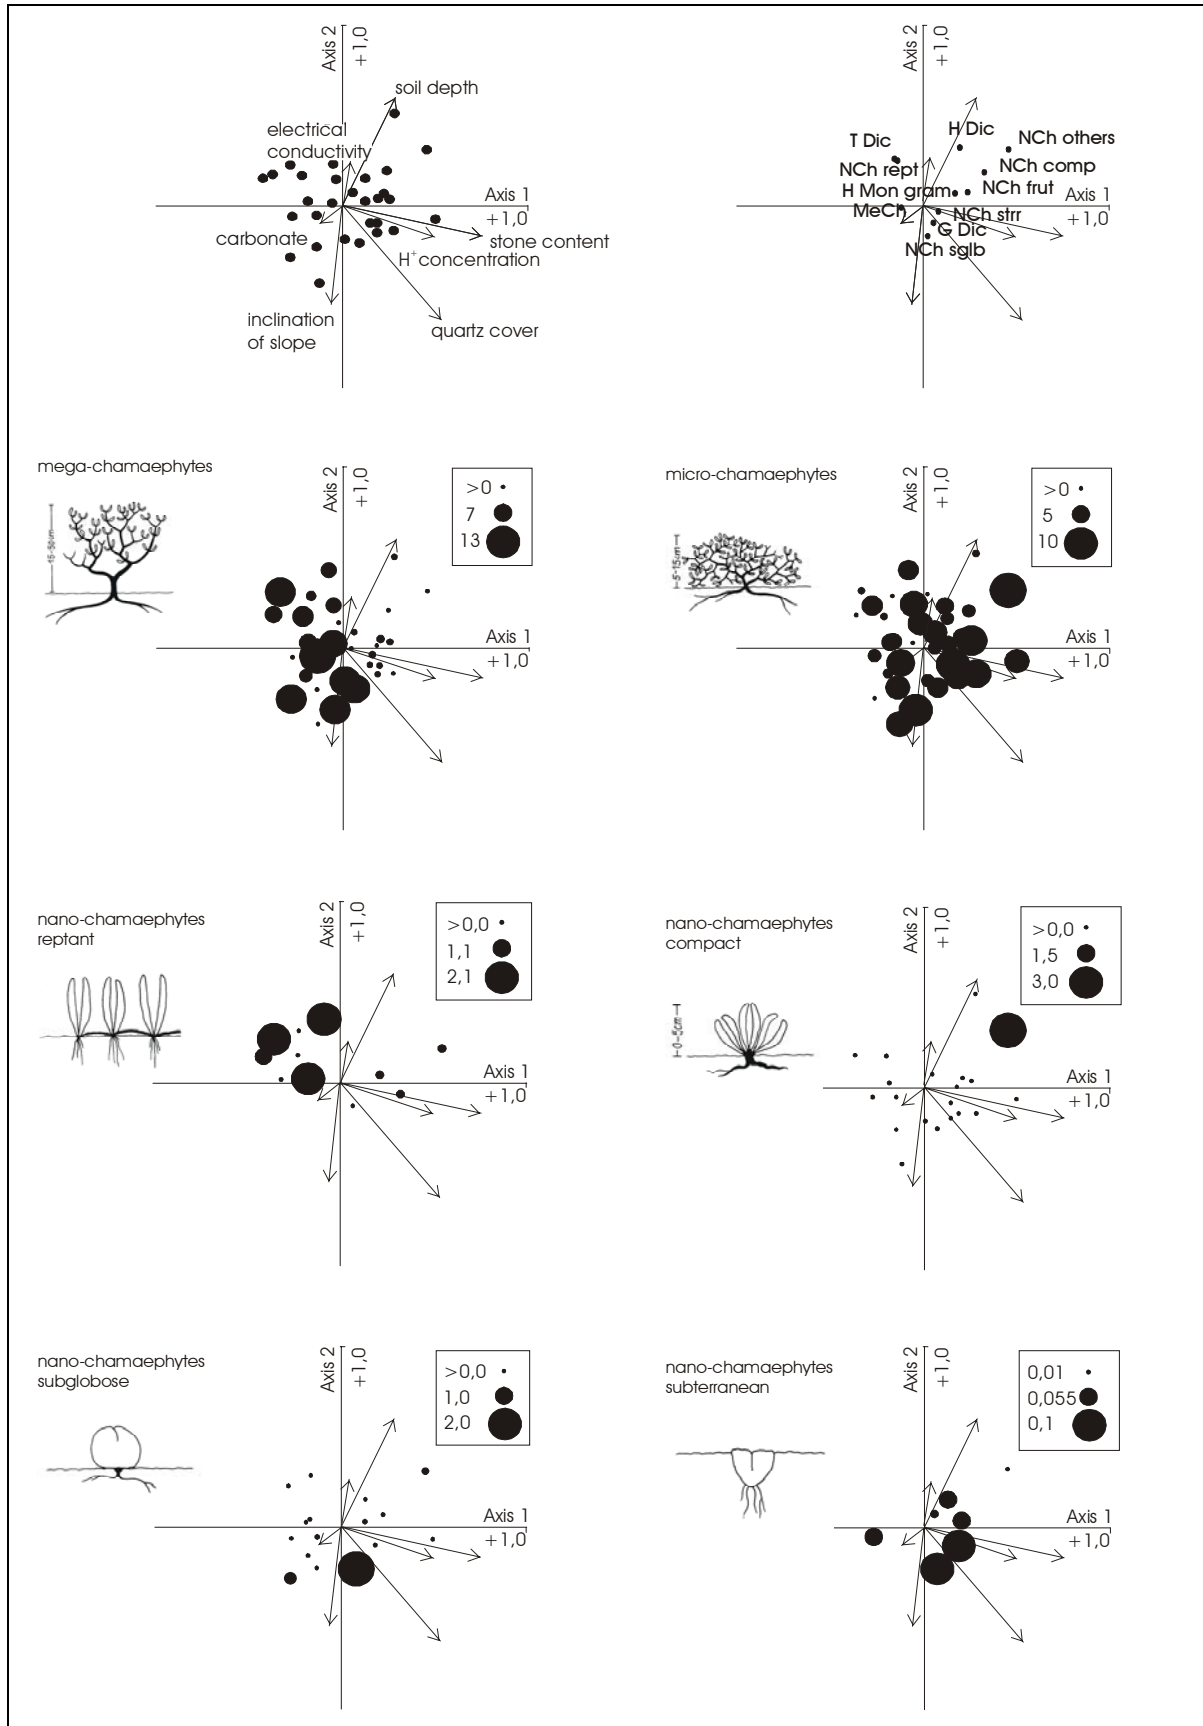 Axis 2
+1,0
soil depth
electrical
conductivity
Axis 1
+1,0
carbonate
stone content
H⁺concentration
inclination
of slope
quartz cover
Axis 2
+1,0
H Dic
T Dic
NCh others
NCh rept
NCh comp
H Mon gram
NCh frut
Axis 1
+1,0
MeCh
NCh strr
G Dic
NCh sglb
mega-chamaephytes
15-50cm
Axis 2
+1,0
>0
7
13
Axis 1
+1,0
micro-chamaephytes
5-15cm
Axis 2
+1,0
>0
5
10
Axis 1
+1,0
nano-chamaephytes
reptant
Axis 2
+1,0
>0,0
1,1
2,1
Axis 1
+1,0
nano-chamaephytes
compact
0-5cm
Axis 2
+1,0
>0,0
1,5
3,0
Axis 1
+1,0
nano-chamaephytes
subglobose
Axis 2
+1,0
>0,0
1,0
2,0
Axis 1
+1,0
nano-chamaephytes
subterranean
Axis 2
+1,0
0,01
0,055
0,1
Axis 1
+1,0